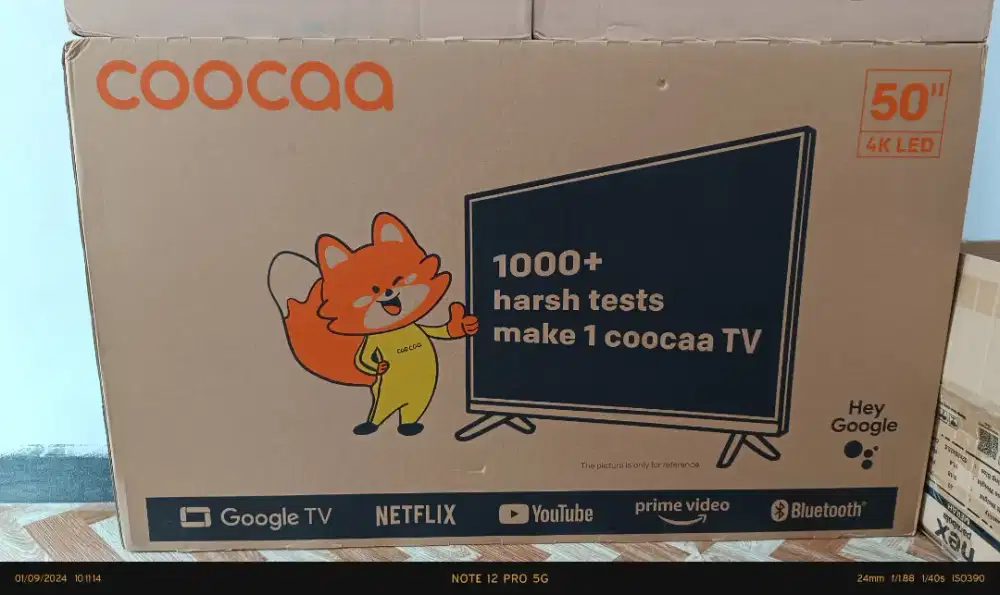 coocaa
50"
4K LED
1000+
harsh tests
make 1 coocaa TV
coocaa
Hey
Google
The picture is only for reference
Google TV
NETFLIX
YouTube
prime video
Bluetooth®
nex
parabola
01/09/2024 10:11:14
NOTE 12 PRO 5G
24mm f/1.88 1/40s ISO390